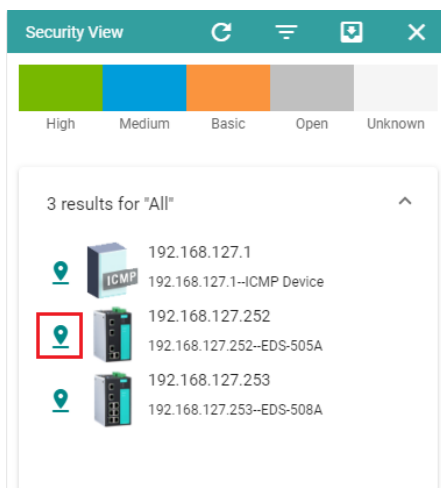 Security View
High Medium Basic Open Unknown
3 results for "All"
192.168.127.1
ICMP
192.168.127.1--ICMP Device
192.168.127.252
192.168.127.252--EDS-505A
192.168.127.253
192.168.127.253--EDS-508A